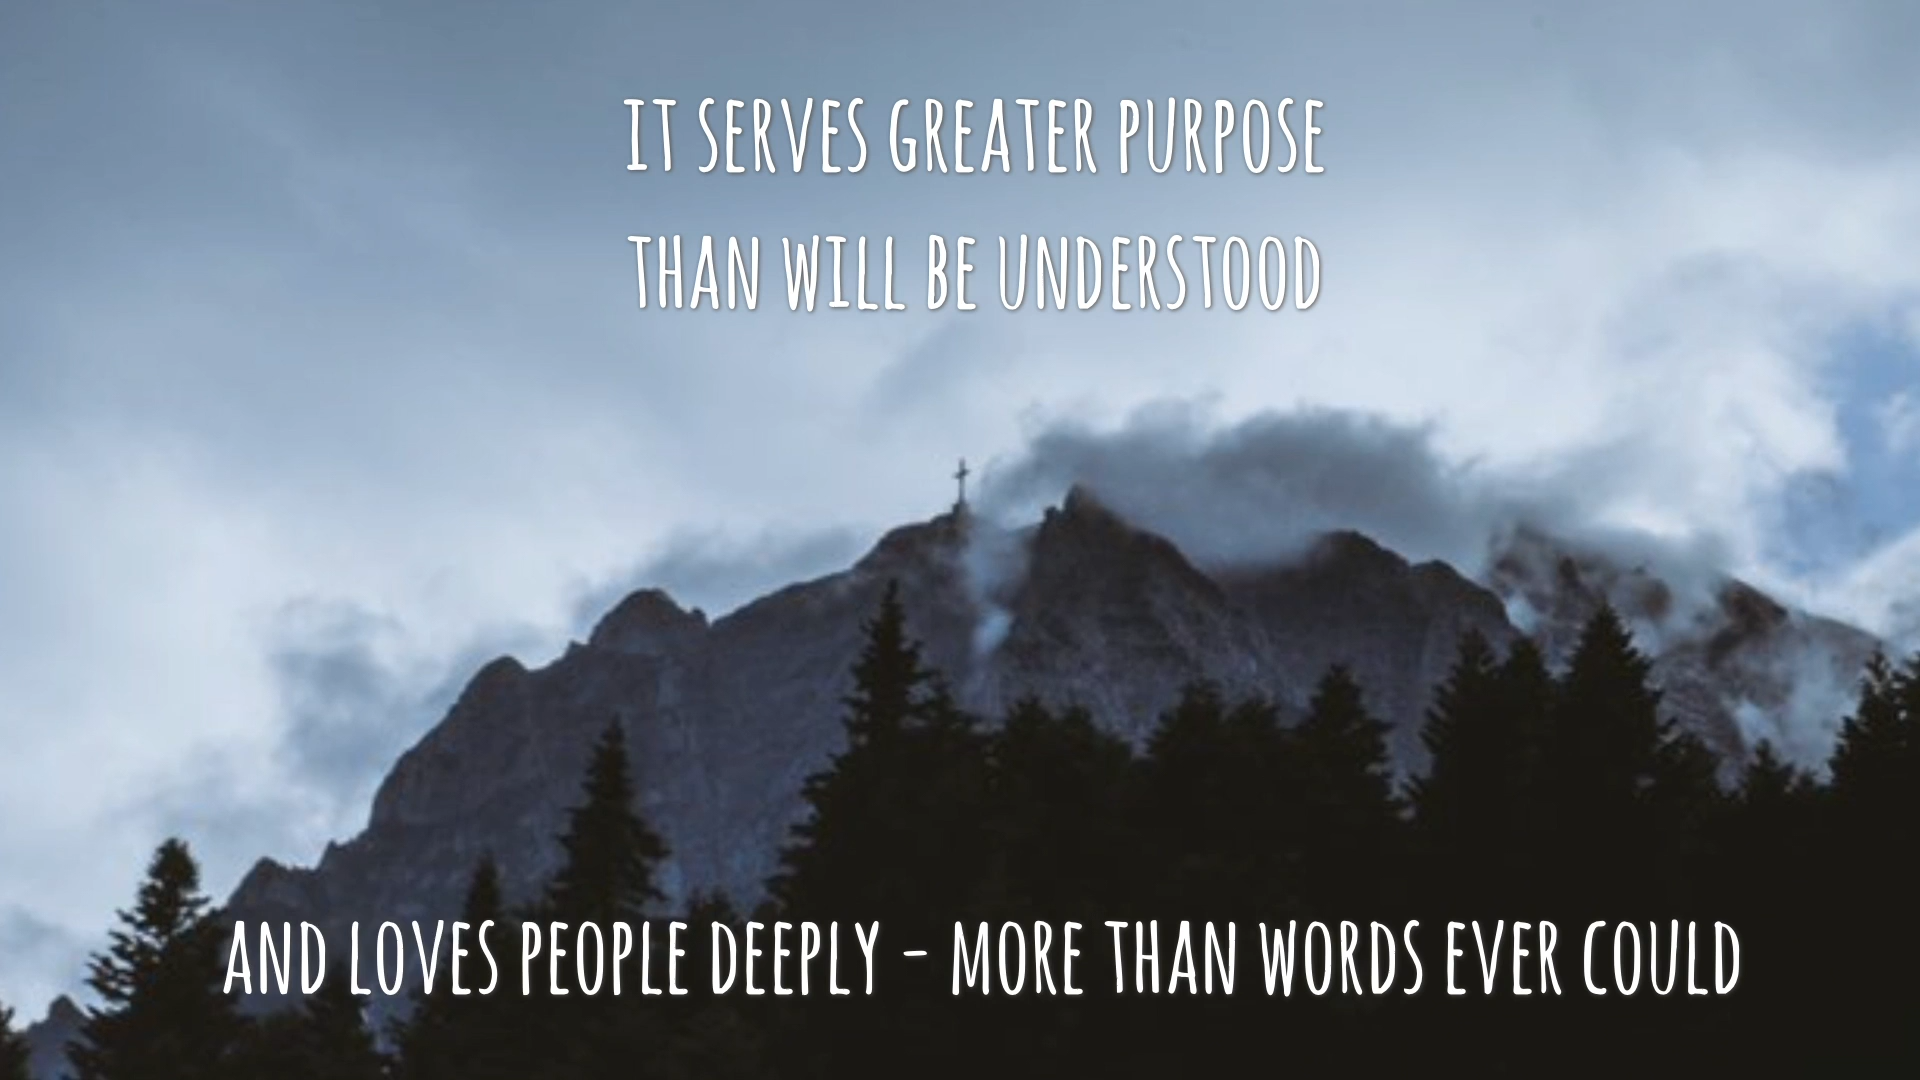 IT SERVES GREATER PURPOSE
THAN WILL BE UNDERSTOOD
AND LOVES PEOPLE DEEPLY - MORE THAN WORDS EVER COULD